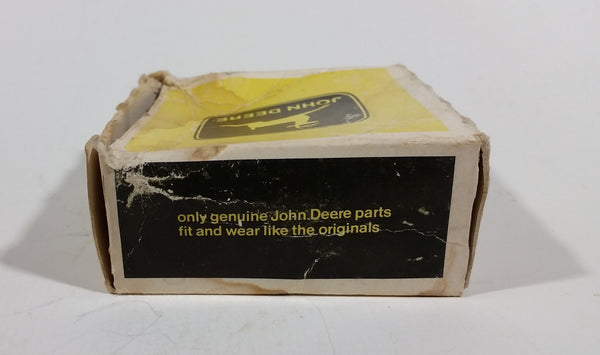 JOHN DEERE
only genuine John Deere parts
fit and wear like the originals